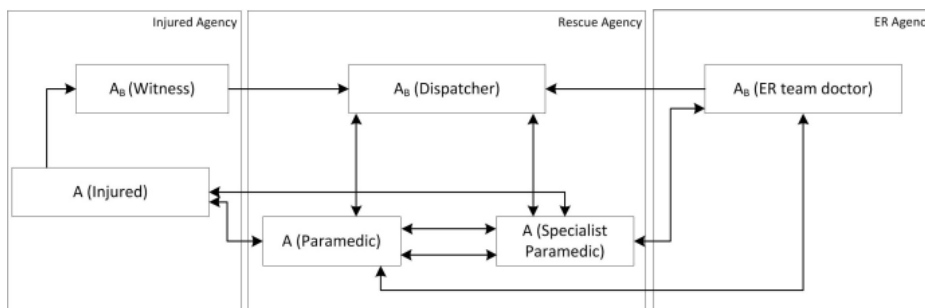 Injured Agency
Rescue Agency
ER Agenc
A_B (Witness)
A_B (Dispatcher)
A_B (ER team doctor)
A (Injured)
A (Paramedic)
A (Specialist
Paramedic)